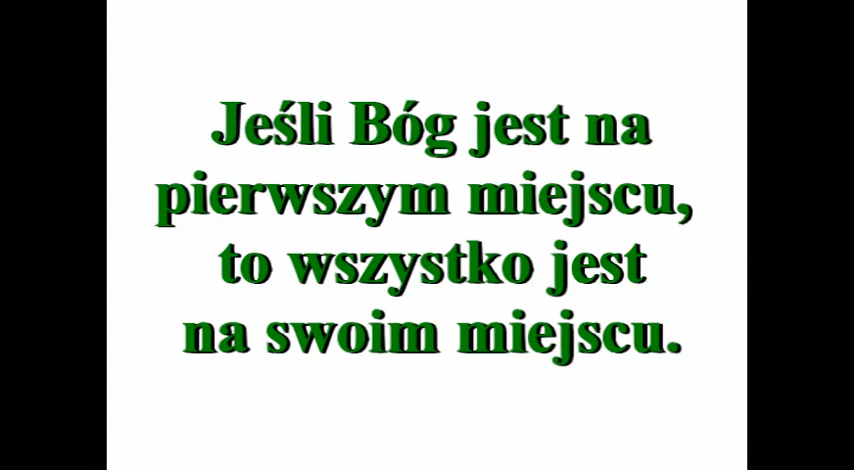 Jeśli Bóg jest na
pierwszym miejscu,
to wszystko jest
na swoim miejscu.